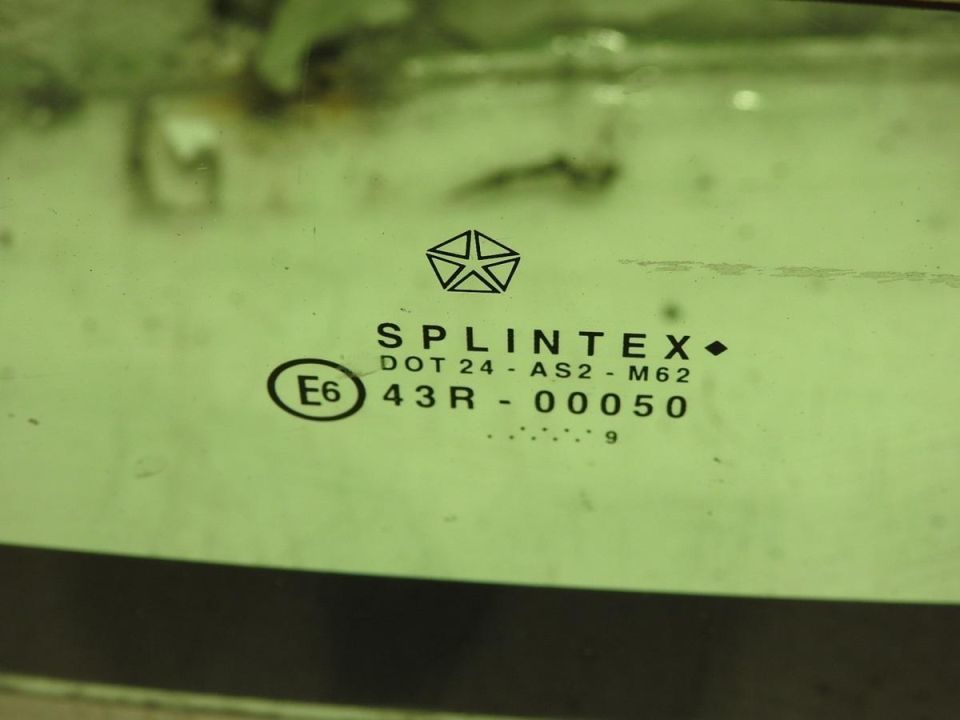 SPLINTEX
DOT 24 - AS2 - M62
E6 43R - 00050
9